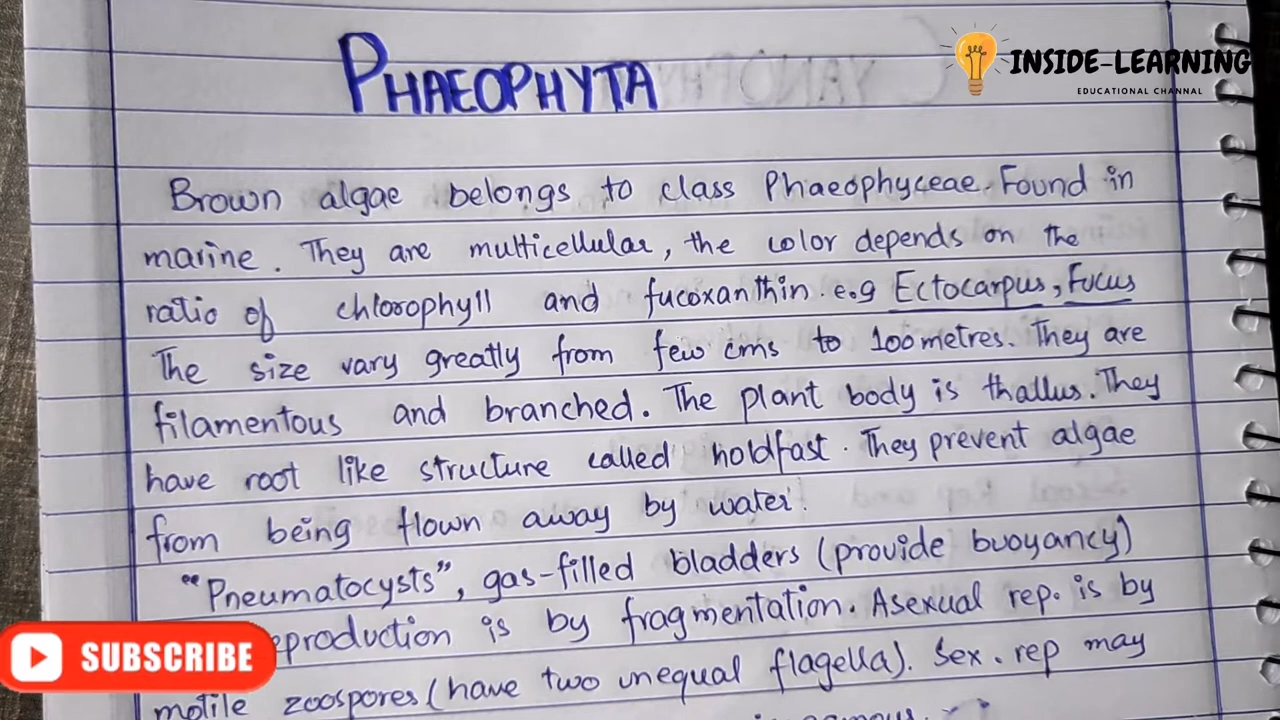 PHAEOPHYTA
INSIDE-LEARNING
EDUCATIONAL CHANNEL
Brown algae belongs to class Phaeophyceae. Found in
marine. They are multicellular, the color depends on the
ratio of chlorophyll and fucoxanthin. e.g Ectocarpus, Fucus
The size vary greatly from few cms to 100 metres. They are
filamentous and branched. The plant body is thallus. They
have root like structure called holdfast. They prevent algae
from being flown away by water.
"Pneumatocysts", gas-filled bladders (provide buoyancy)
eproduction is by fragmentation. Asexual rep. is by
motile zoospores (have two unequal flagella). Sex. rep may
SUBSCRIBE